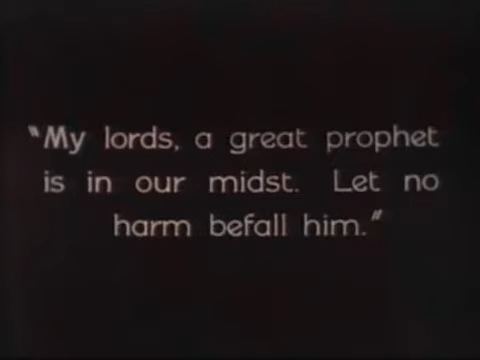 "My lords, a great prophet
is in our midst. Let no
harm befall him."